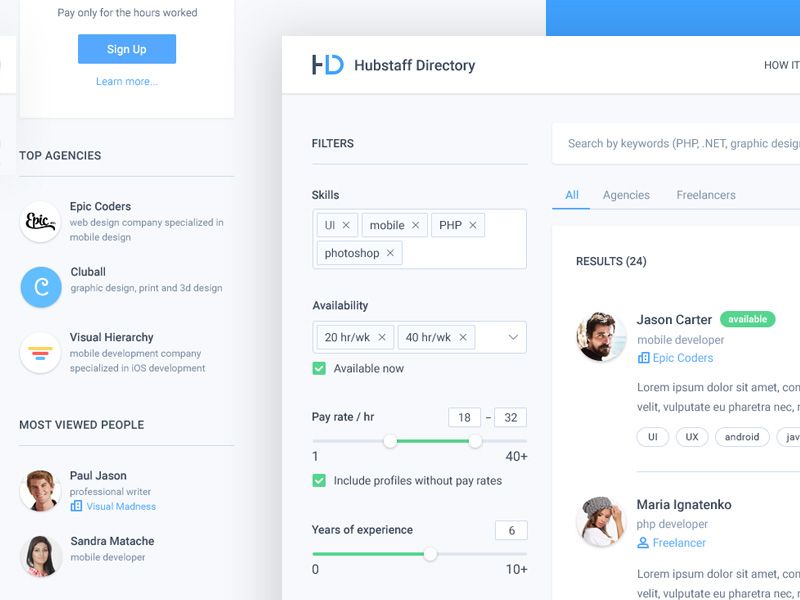 Pay only for the hours worked
Sign Up
Learn more...
TOP AGENCIES
Epic
Epic Coders
web design company specialized in
mobile design
C
Cluball
graphic design, print and 3d design
Visual Hierarchy
mobile development company
specialized in iOS development
MOST VIEWED PEOPLE
Paul Jason
professional writer
Visual Madness
Sandra Matache
mobile developer
HD Hubstaff Directory
HOW IT
FILTERS
Skills
UI × mobile × PHP ×
photoshop ×
Availability
20 hr/wk × 40 hr/wk ×
Available now
Pay rate / hr 18 - 32
1 40+
Include profiles without pay rates
Years of experience 6
0 10+
Search by keywords (PHP, .NET, graphic design
All Agencies Freelancers
RESULTS (24)
Jason Carter available
mobile developer
Epic Coders
Lorem ipsum dolor sit amet, con
velit, vulputate eu pharetra nec, r
UI UX android jav
Maria Ignatenko
php developer
Freelancer
Lorem ipsum dolor sit amet, con
velit, vulputate eu pharetra nec, r